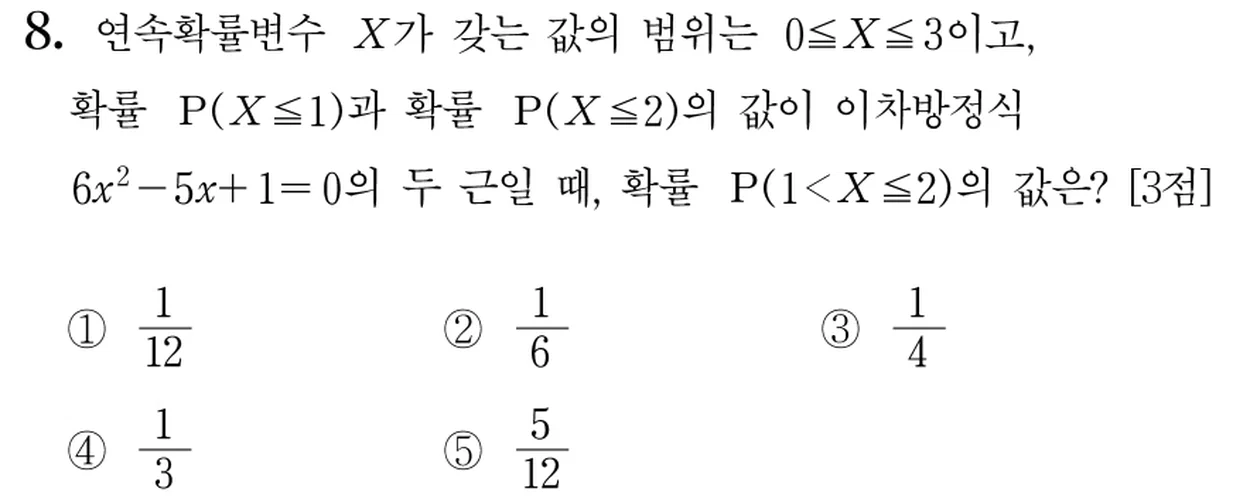 8. 연속확률변수 X가 갖는 값의 범위는 0≦X≦3이고,
확률 P(X≦1)과 확률 P(X≦2)의 값이 이차방정식
6x²−5x+1=0의 두 근일 때, 확률 P(1<X≦2)의 값은? [3점]
① 1/12 ② 1/6 ③ 1/4
④ 1/3 ⑤ 5/12